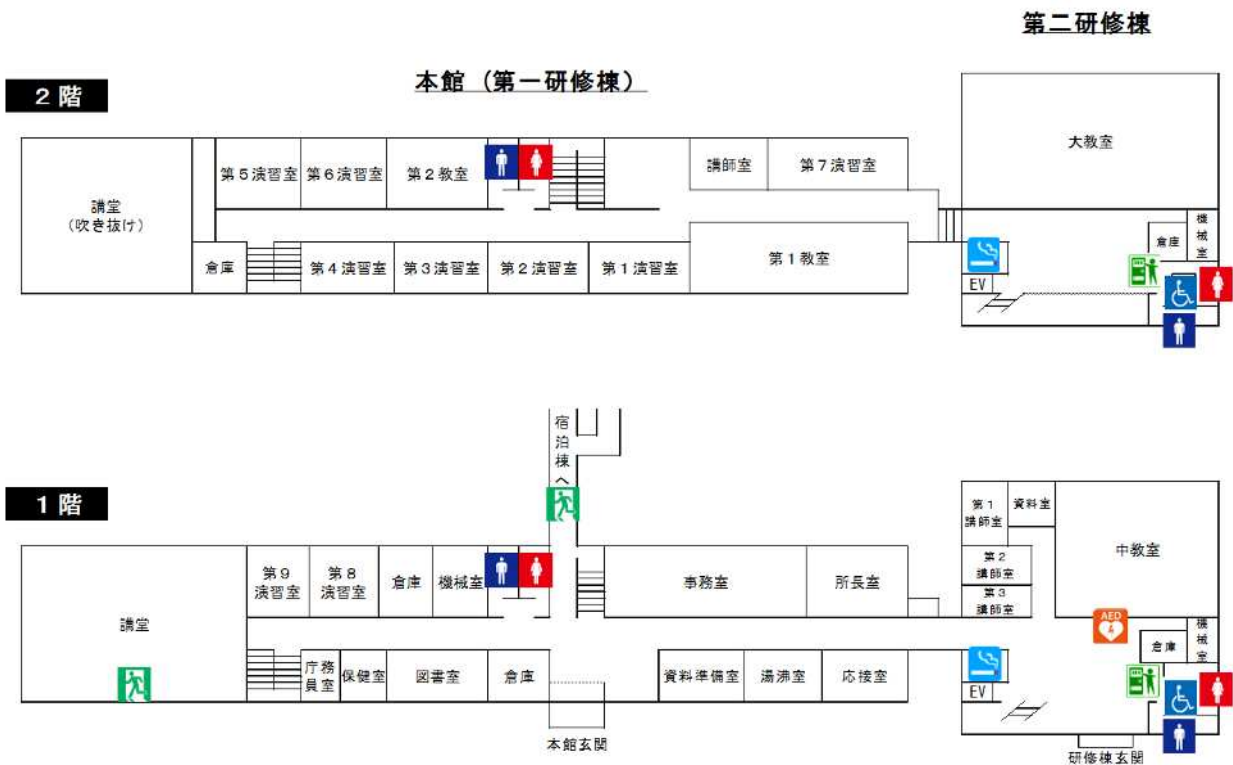 第二研修棟
本館（第一研修棟）
２階
大教室
第５演習室
第６演習室
第２教室
講師室
第７演習室
講堂
(吹き抜け)
倉庫
第４演習室
第３演習室
第２演習室
第１演習室
第１教室
機械室
倉庫
EV
宿泊棟へ
１階
第１
講師室
資料室
中教室
第９
演習室
第８
演習室
倉庫
機械室
事務室
所長室
第２
講師室
第３
講師室
講堂
AED
機械室
倉庫
庁務
員室
保健室
図書室
倉庫
資料準備室
湯沸室
応接室
EV
本館玄関
研修棟玄関